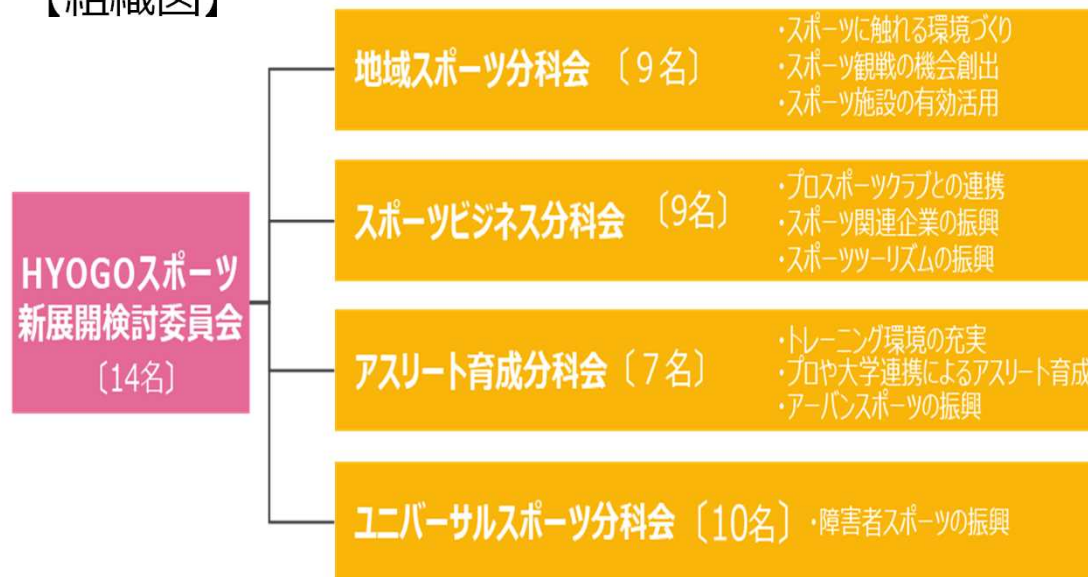 【組織図】
HYOGOスポーツ
新展開検討委員会
〔14名〕
地域スポーツ分科会 〔9名〕
・スポーツに触れる環境づくり
・スポーツ観戦の機会創出
・スポーツ施設の有効活用
スポーツビジネス分科会 〔9名〕
・プロスポーツクラブとの連携
・スポーツ関連企業の振興
・スポーツツーリズムの振興
アスリート育成分科会〔7名〕
・トレーニング環境の充実
・プロや大学連携によるアスリート育成
・アーバンスポーツの振興
ユニバーサルスポーツ分科会〔10名〕
・障害者スポーツの振興